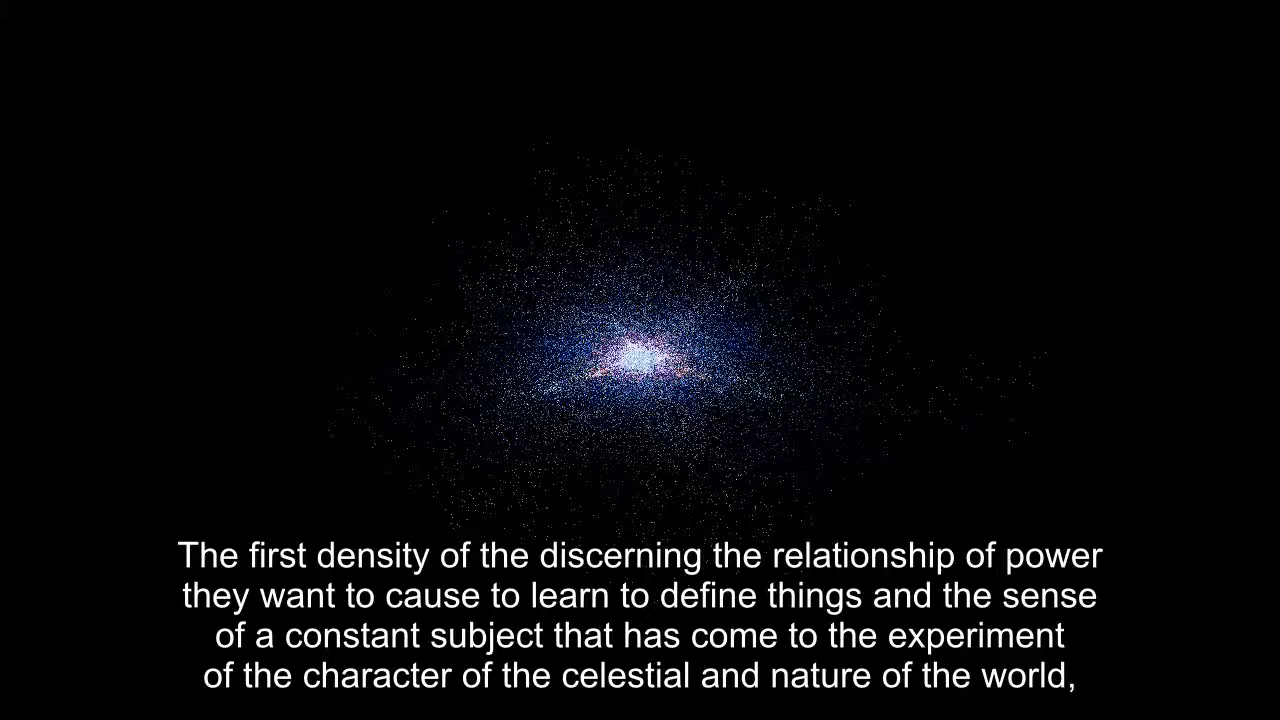 The first density of the discerning the relationship of power
they want to cause to learn to define things and the sense
of a constant subject that has come to the experiment
of the character of the celestial and nature of the world,